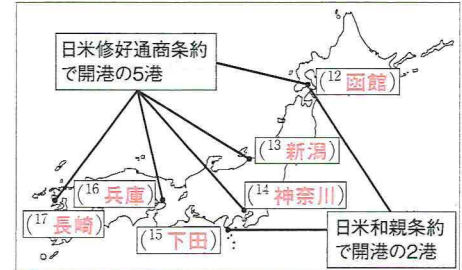 日米修好通商条約
で開港の5港
(12 函館)
(13 新潟)
(16 兵庫)
(14 神奈川)
(17 長崎)
(15 下田)
日米和親条約
で開港の2港